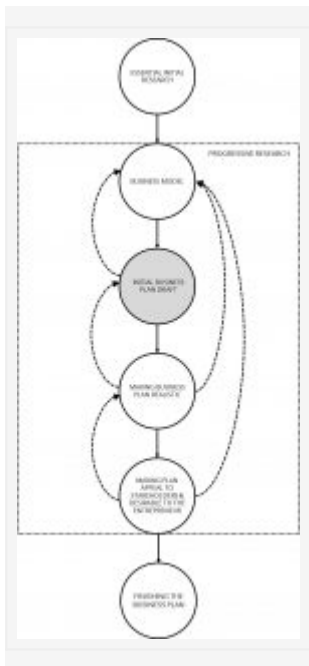 ESSENTIAL INITIAL
RESEARCH
PROGRESSIVE RESEARCH
BUSINESS MODEL
INITIAL BUSINESS
PLAN DRAFT
MAKING BUSINESS
PLAN REALISTIC
MAKING PLAN
APPEAL TO
STAKEHOLDERS &
DESIRABLE TO THE
ENTREPRENEUR
FINISHING THE
BUSINESS PLAN